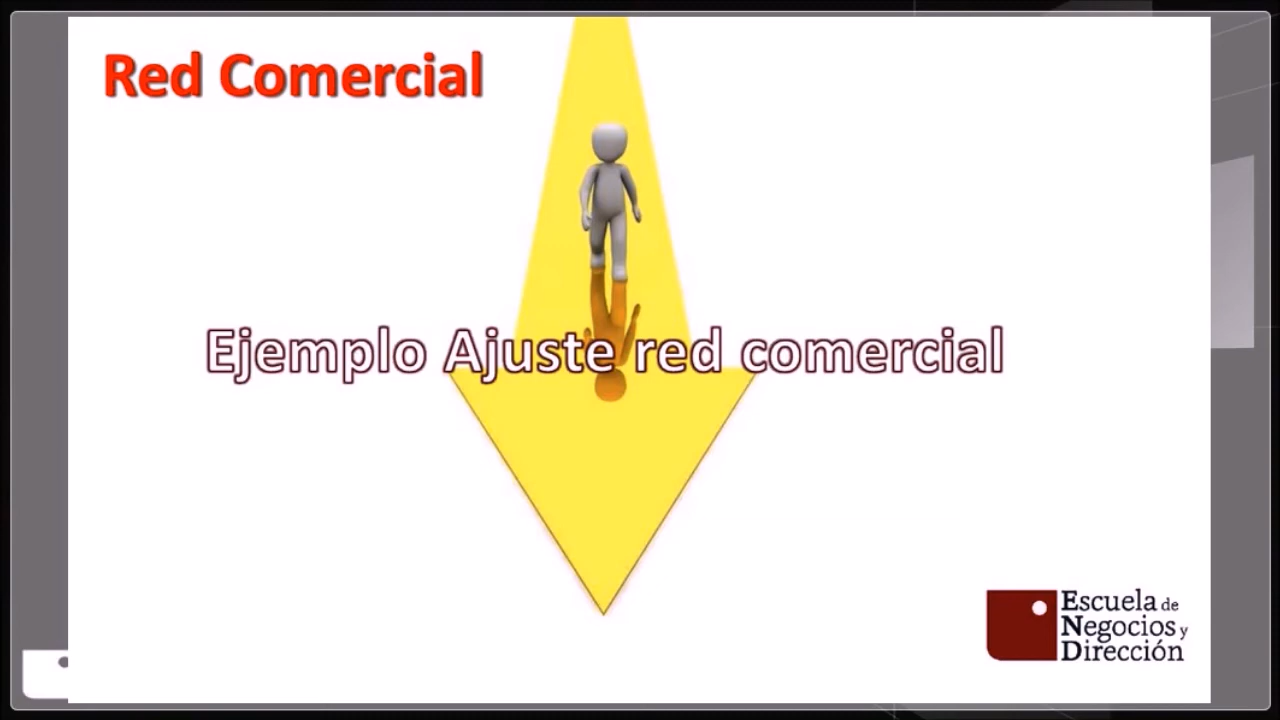 Red Comercial
Ejemplo Ajuste red comercial
Escuela de
Negocios y
Dirección